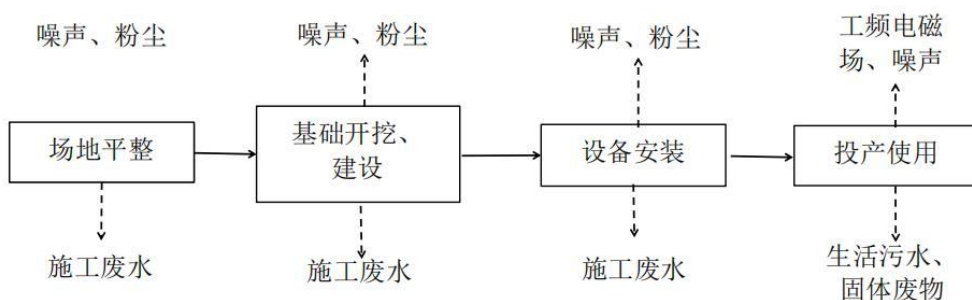 噪声、粉尘
噪声、粉尘
噪声、粉尘
工频电磁
场、噪声
场地平整
基础开挖、
建设
设备安装
投产使用
施工废水
施工废水
施工废水
生活污水、
固体废物